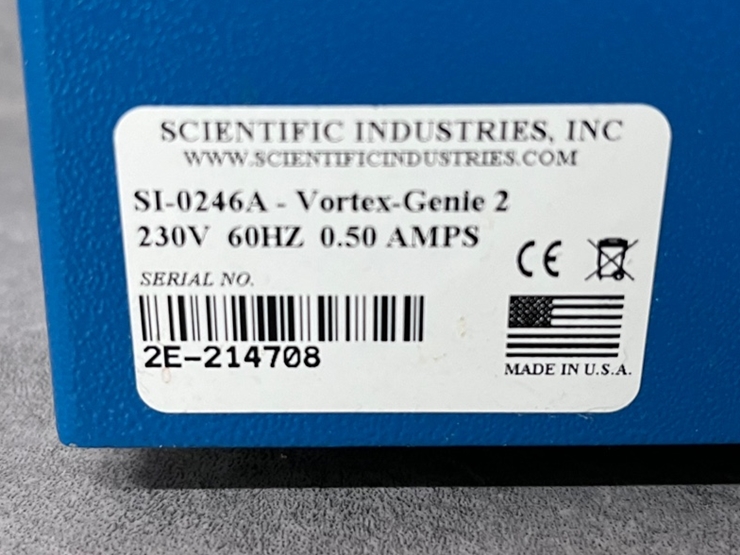 SCIENTIFIC INDUSTRIES, INC
WWW.SCIENTIFICINDUSTRIES.COM
SI-0246A - Vortex-Genie 2
230V 60HZ 0.50 AMPS
CE
SERIAL NO.
2E-214708
MADE IN U.S.A.